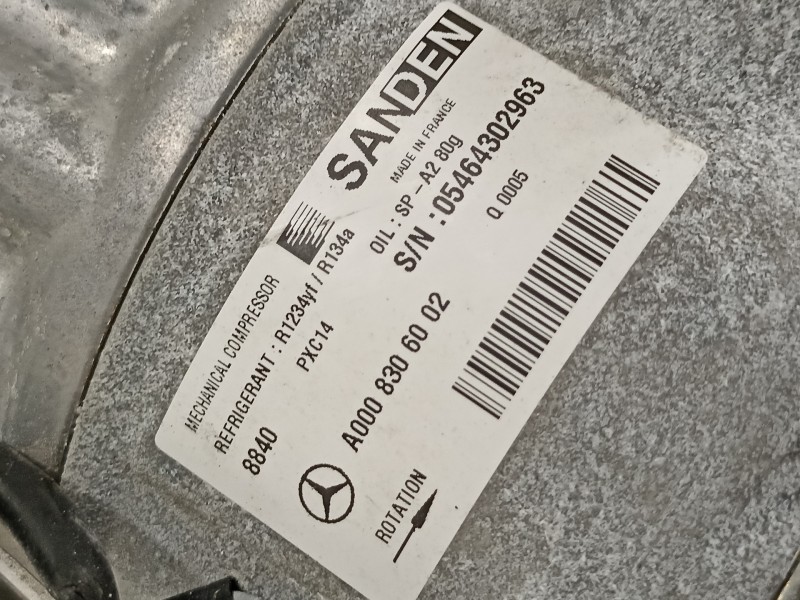 SANDEN
MADE IN FRANCE
MECHANICAL COMPRESSOR
REFRIGERANT : R1234yf / R134a
OIL : SP - A2 80g
8840
PXC14
S/N : 054643302963
A000 830 60 02
Q 0005
ROTATION